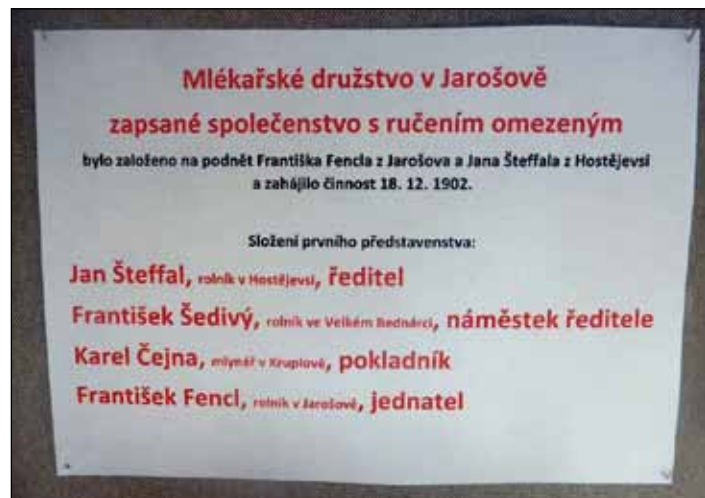 Mlékařské družstvo v Jarošově
zapsané společenstvo s ručením omezeným
bylo založeno na podnět Františka Fencla z Jarošova a Jana Šteffala z Hostějevsi
a zahájilo činnost 18. 12. 1902.
Složení prvního představenstva:
Jan Šteffal, rolník v Hostějevsi, ředitel
František Šedivý, rolník ve Velkém Bednárci, náměstek ředitele
Karel Čejna, mlynář v Kruplově, pokladník
František Fencl, rolník v Jarošově, jednatel